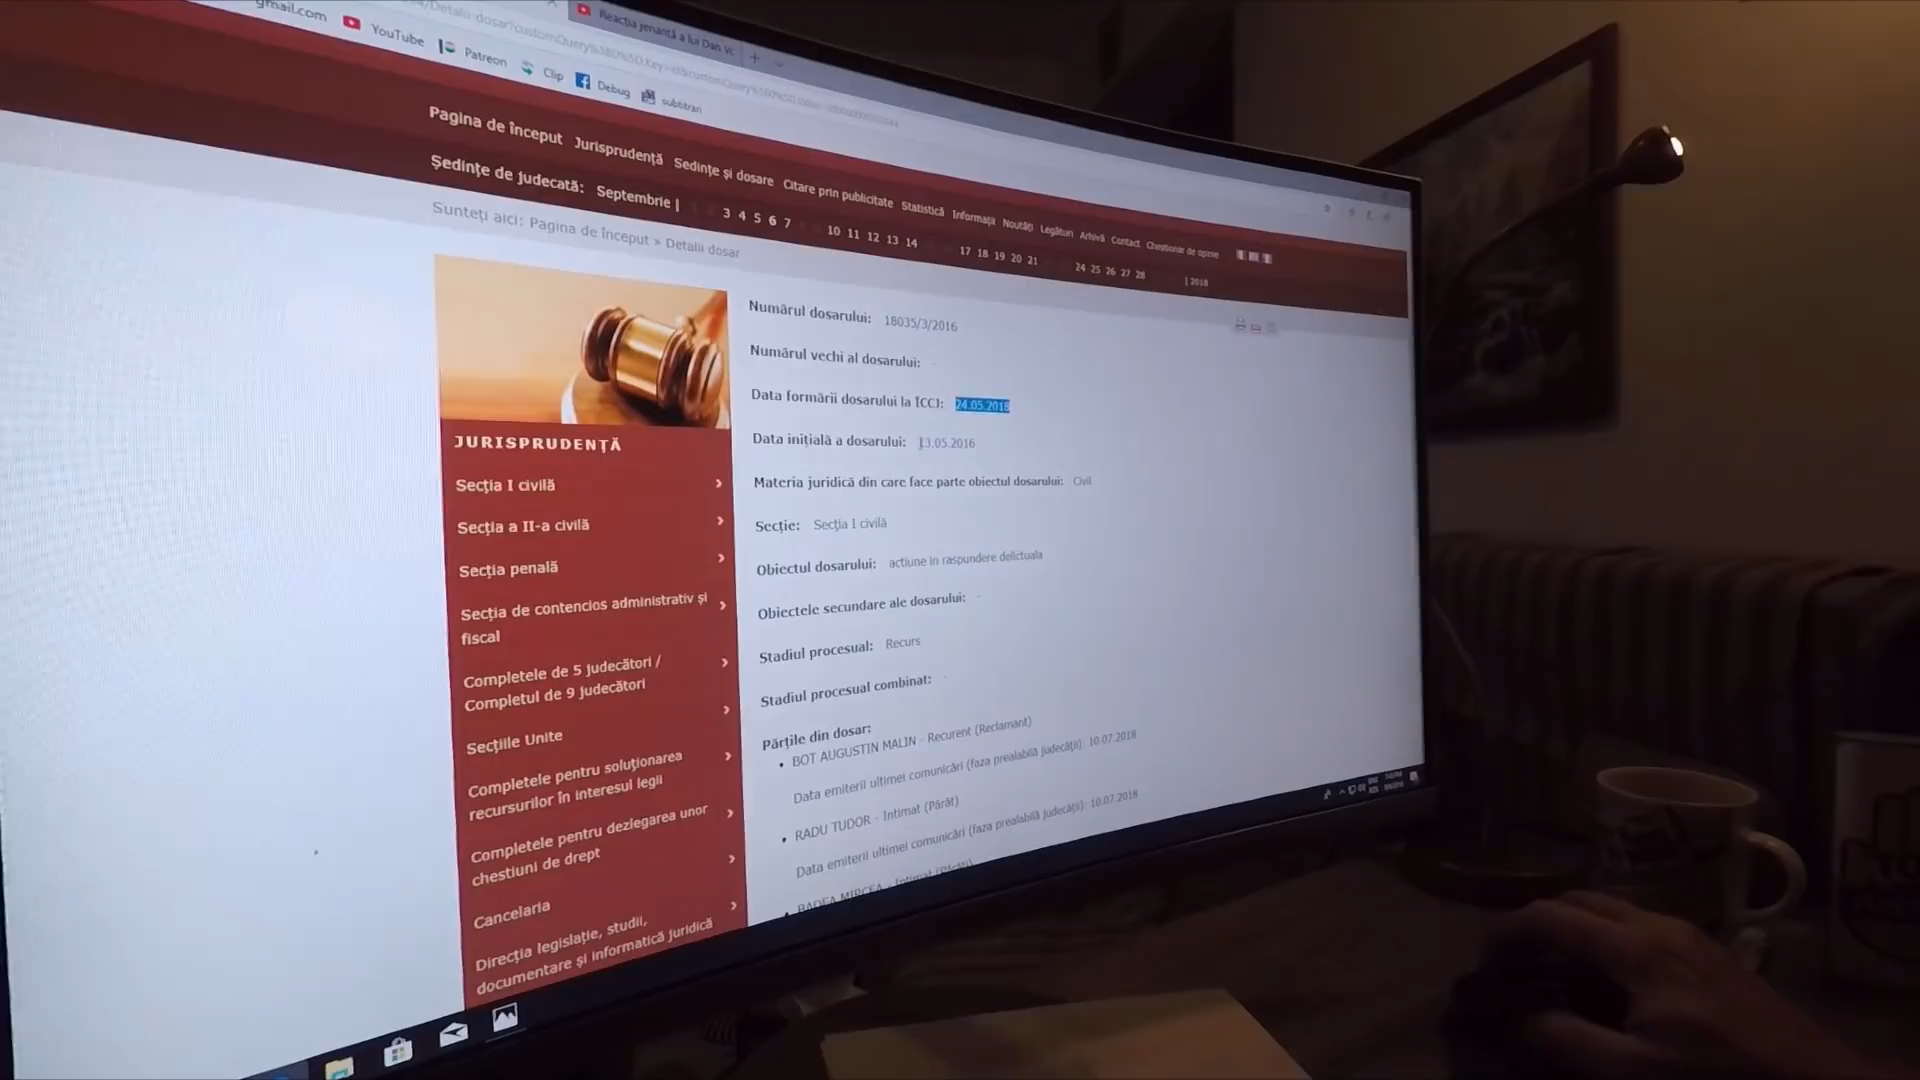 gmail.com YouTube Patreon Clip Debug subtitrari
Pagina de Început Jurisprudență Sedințe și dosare Citare prin publicitate Statistică Informații Noutăți Legături Arhivă Contact Chestionar de opinie
Ședințe de judecată: Septembrie | 3 4 5 6 7 10 11 12 13 14 17 18 19 20 21 24 25 26 27 28 | 2018
Sunteți aici: Pagina de Început » Detalii dosar
Numărul dosarului: 18035/3/2016
Numărul vechi al dosarului: -
Data formării dosarului la ÎCCJ: 24.05.2018
Data inițială a dosarului: 13.05.2016
Materia juridică din care face parte obiectul dosarului: Civil
Secție: Secția I civilă
Obiectul dosarului: actiune in raspundere delictuala
Obiectele secundare ale dosarului: -
Stadiul procesual: Recurs
Stadiul procesual combinat: -
Părțile din dosar:
• BOT AUGUSTIN MALIN - Recurent (Reclamant)
Data emiterii ultimei comunicări (faza prealabilă judecății): 10.07.2018
• RADU TUDOR - Intimat (Pârât)
Data emiterii ultimei comunicări (faza prealabilă judecății): 10.07.2018
• BADEA MIRCEA - Intimat
JURISPRUDENȚĂ
Secția I civilă
Secția a II-a civilă
Secția penală
Secția de contencios administrativ și
fiscal
Completele de 5 judecători /
Completul de 9 judecători
Secțiile Unite
Completele pentru soluționarea
recursurilor în interesul legii
Completele pentru dezlegarea unor
chestiuni de drept
Cancelaria
Direcția legislație, studii,
documentare și informatică juridică